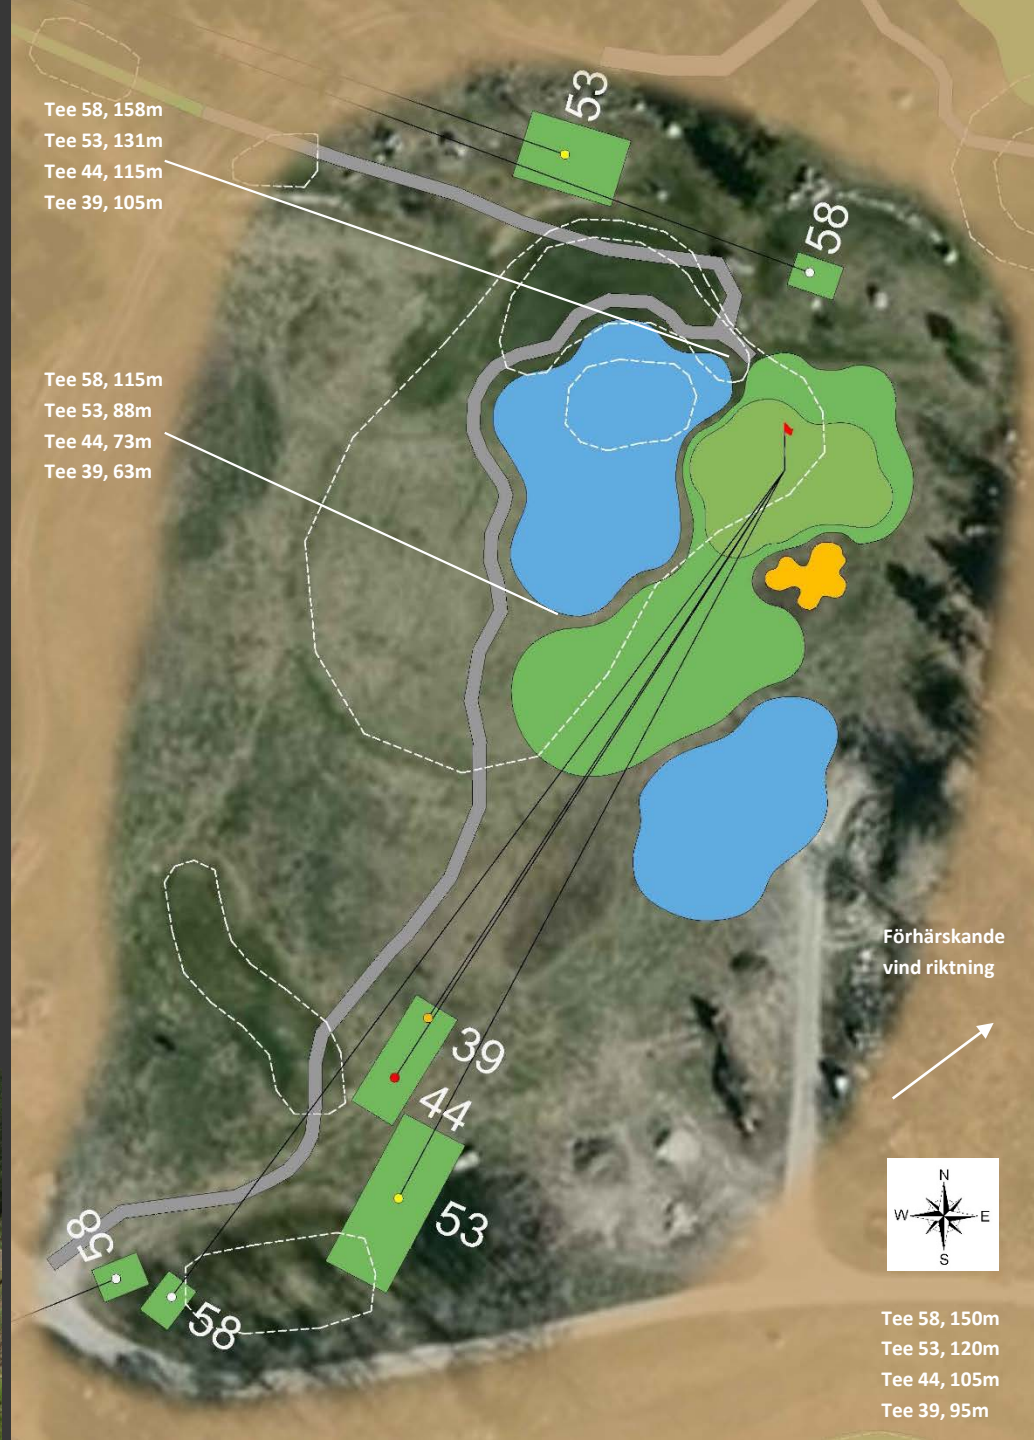 53
Tee 58, 158m
Tee 53, 131m
Tee 44, 115m
Tee 39, 105m
58
Tee 58, 115m
Tee 53, 88m
Tee 44, 73m
Tee 39, 63m
Förhärskande
vind riktning
39
44
53
58
58
N
W E
S
Tee 58, 150m
Tee 53, 120m
Tee 44, 105m
Tee 39, 95m